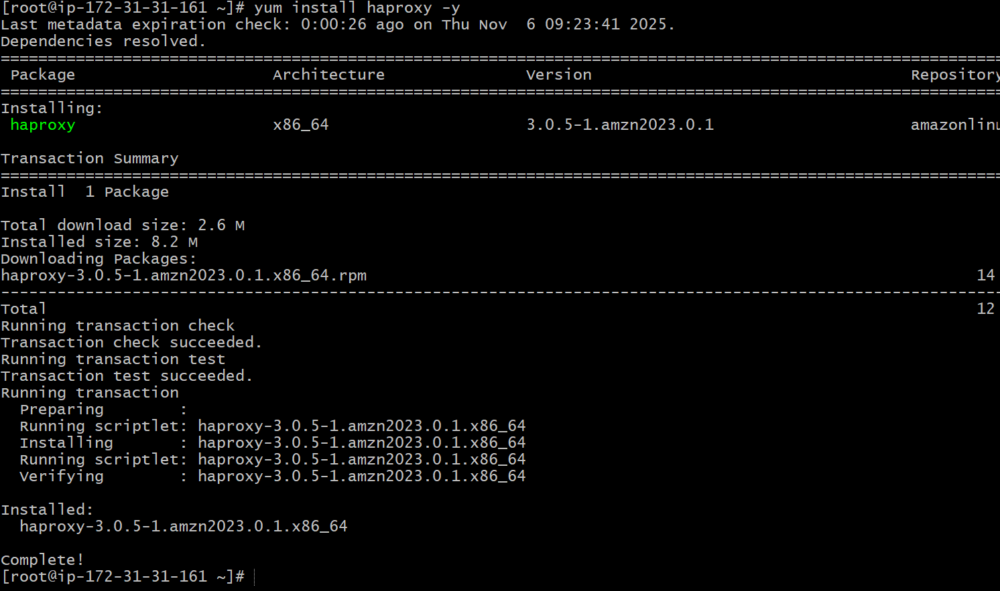 [root@ip-172-31-31-161 ~]# yum install haproxy -y
Last metadata expiration check: 0:00:26 ago on Thu Nov  6 09:23:41 2025.
Dependencies resolved.
================================================================================
 Package                     Architecture               Version                                  Repository
================================================================================
Installing:
 haproxy                     x86_64                     3.0.5-1.amzn2023.0.1                     amazonlinu

Transaction Summary
================================================================================
Install  1 Package

Total download size: 2.6 M
Installed size: 8.2 M
Downloading Packages:
haproxy-3.0.5-1.amzn2023.0.1.x86_64.rpm                                                                 14
--------------------------------------------------------------------------------
Total                                                                                                   12
Running transaction check
Transaction check succeeded.
Running transaction test
Transaction test succeeded.
Running transaction
  Preparing        :
  Running scriptlet: haproxy-3.0.5-1.amzn2023.0.1.x86_64
  Installing       : haproxy-3.0.5-1.amzn2023.0.1.x86_64
  Running scriptlet: haproxy-3.0.5-1.amzn2023.0.1.x86_64
  Verifying        : haproxy-3.0.5-1.amzn2023.0.1.x86_64

Installed:
  haproxy-3.0.5-1.amzn2023.0.1.x86_64

Complete!
[root@ip-172-31-31-161 ~]#